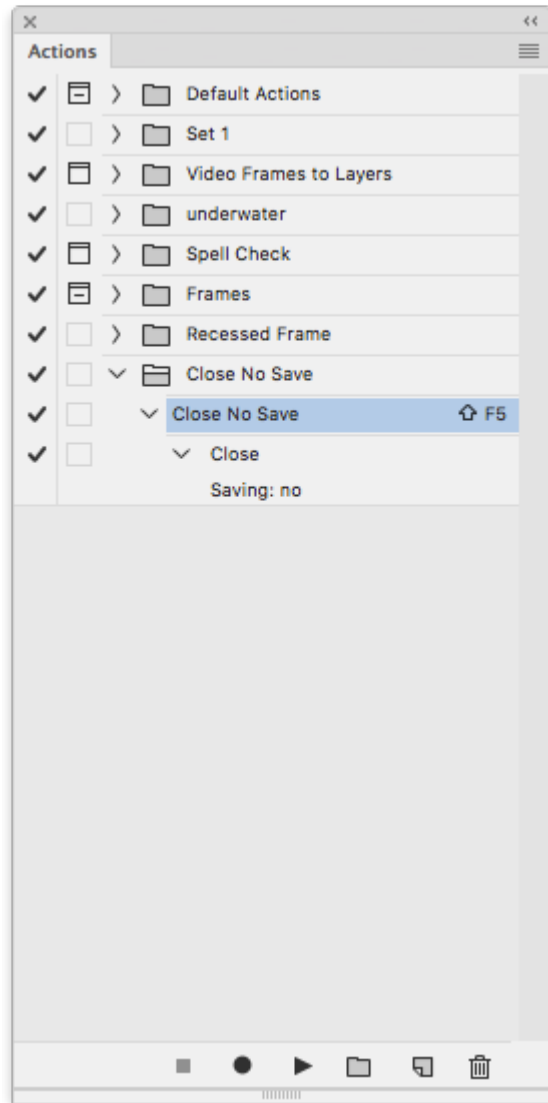 Actions
Default Actions
Set 1
Video Frames to Layers
underwater
Spell Check
Frames
Recessed Frame
Close No Save
Close No Save ⇧ F5
Close
Saving: no